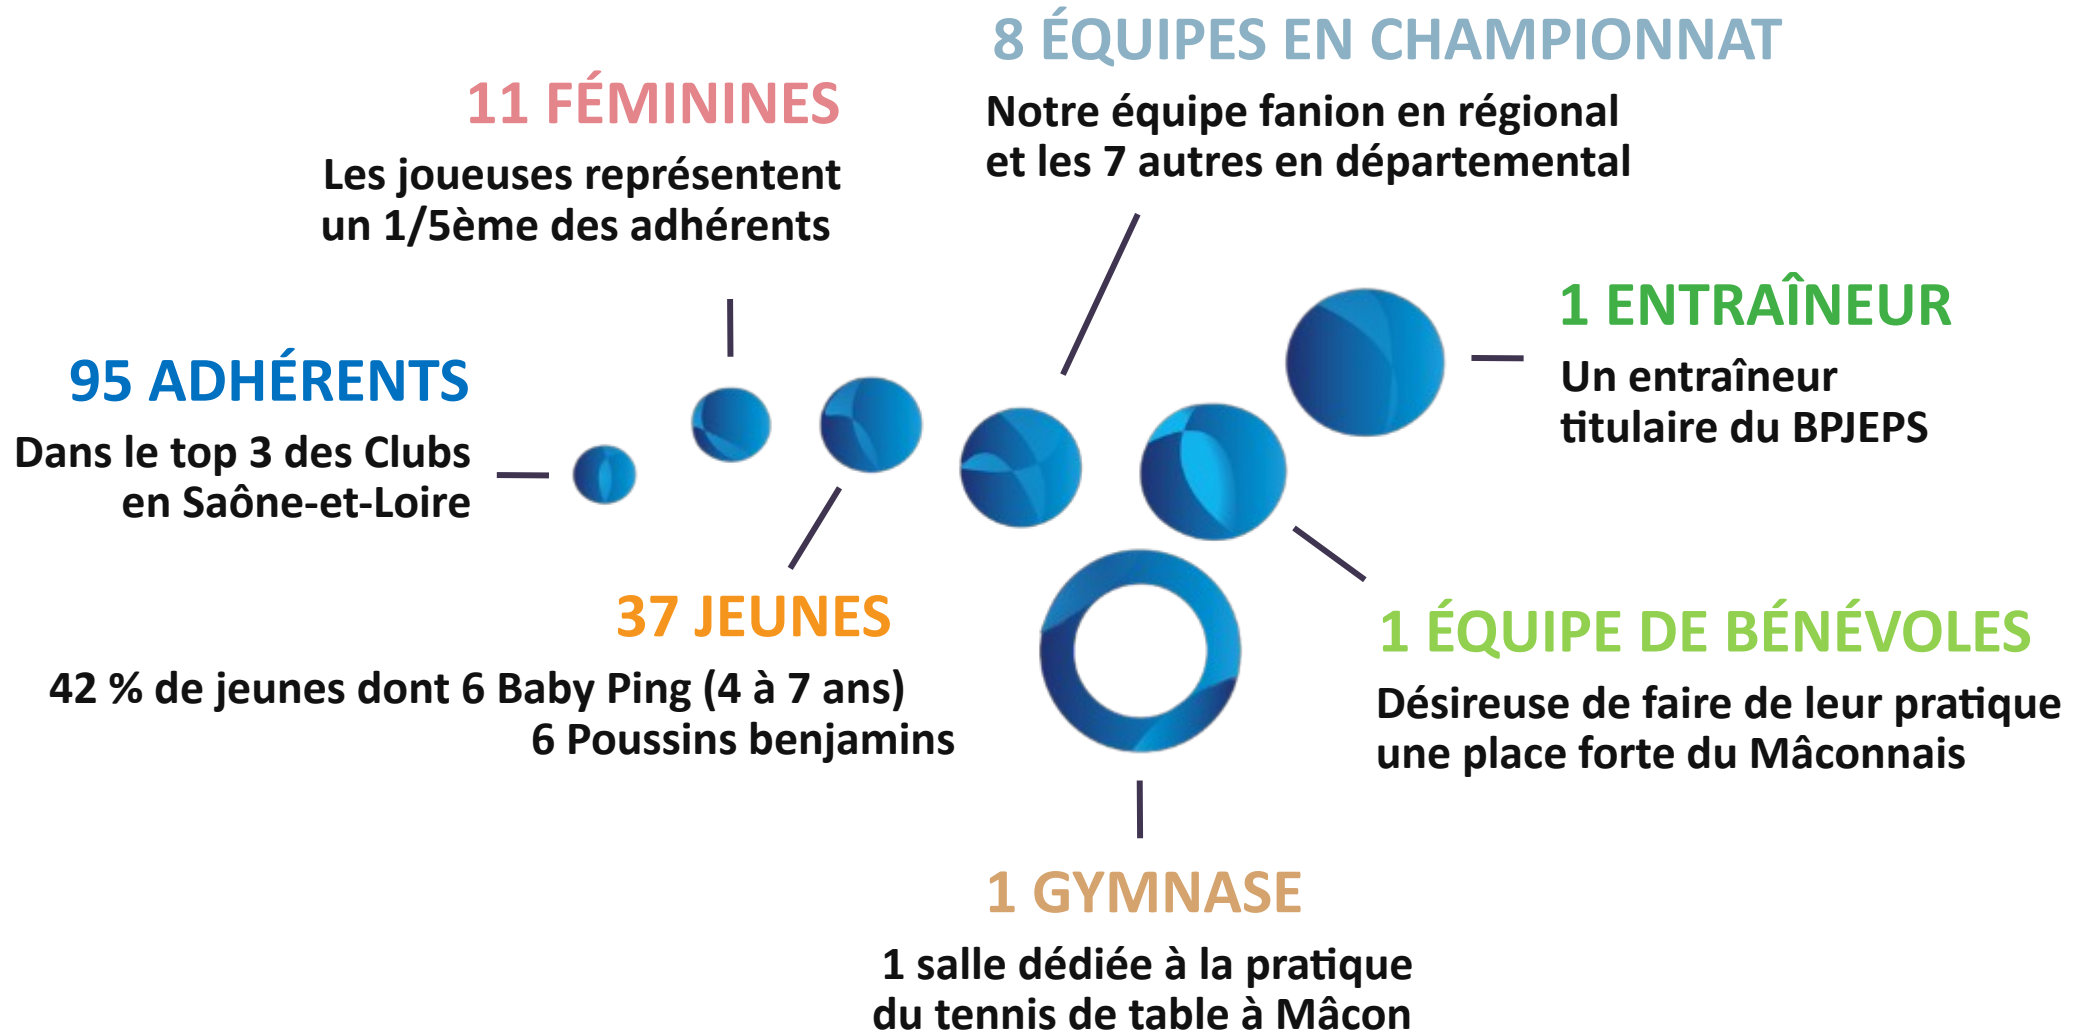 8 ÉQUIPES EN CHAMPIONNAT
Notre équipe fanion en régional
et les 7 autres en départemental
11 FÉMININES
Les joueuses représentent
un 1/5ème des adhérents
1 ENTRAÎNEUR
Un entraîneur
titulaire du BPJEPS
95 ADHÉRENTS
Dans le top 3 des Clubs
en Saône-et-Loire
37 JEUNES
42 % de jeunes dont 6 Baby Ping (4 à 7 ans)
6 Poussins benjamins
1 ÉQUIPE DE BÉNÉVOLES
Désireuse de faire de leur pratique
une place forte du Mâconnais
1 GYMNASE
1 salle dédiée à la pratique
du tennis de table à Mâcon